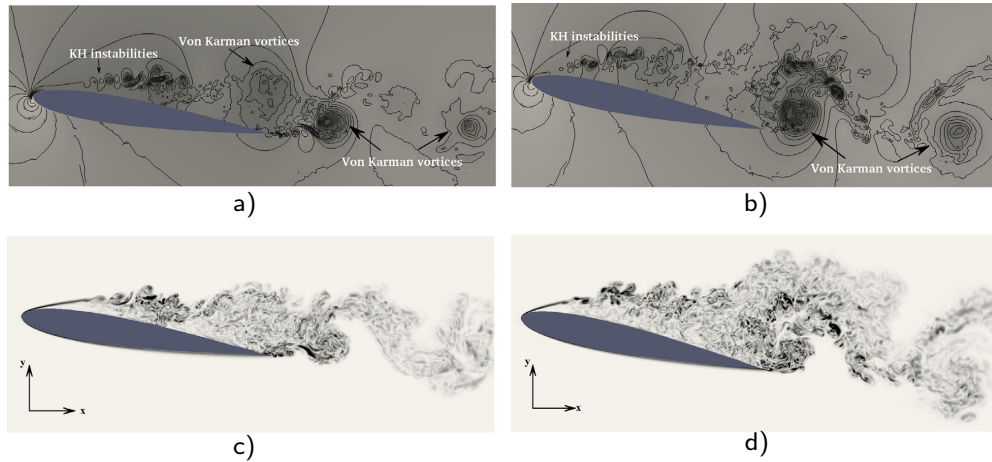 KH instabilities
Von Karman vortices
Von Karman vortices
a)
KH instabilities
Von Karman vortices
b)
y
x
c)
y
x
d)